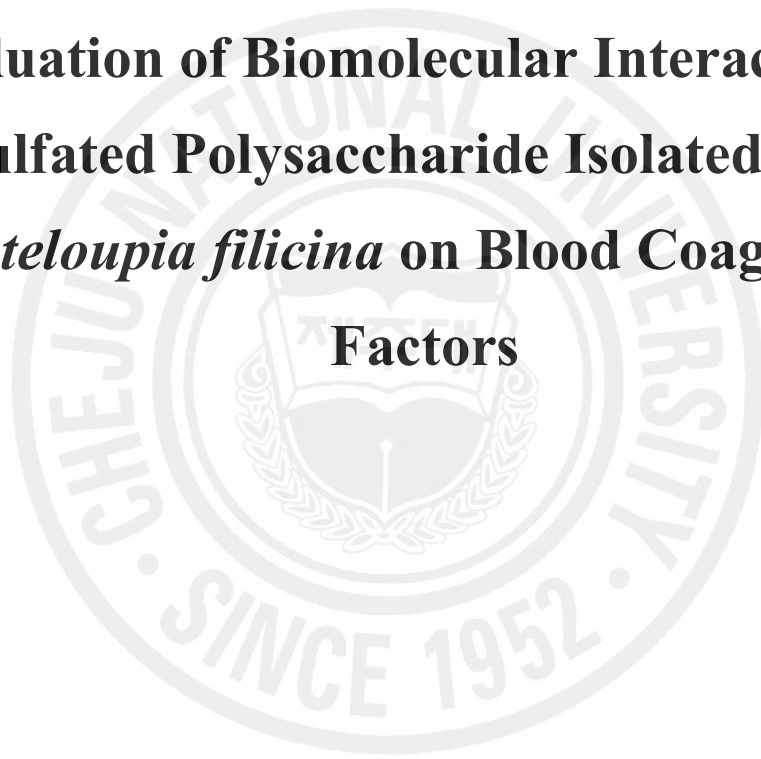 luation of Biomolecular Interac
ulfated Polysaccharide Isolated
teloupia filicina on Blood Coag
Factors
CHEJU NATIONAL UNIVERSITY
SINCE 1952